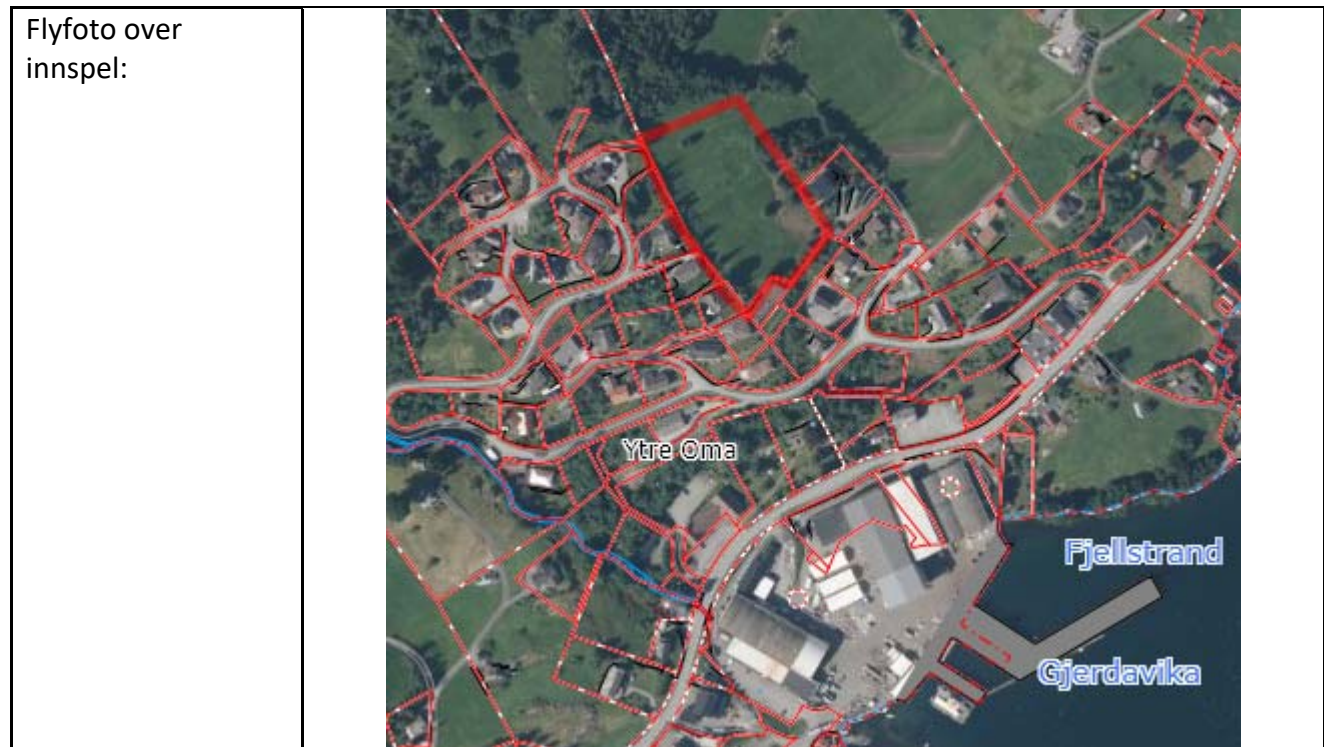 Flyfoto over
innspel:
Ytre Oma
Fjellstrand
Gjerdavika